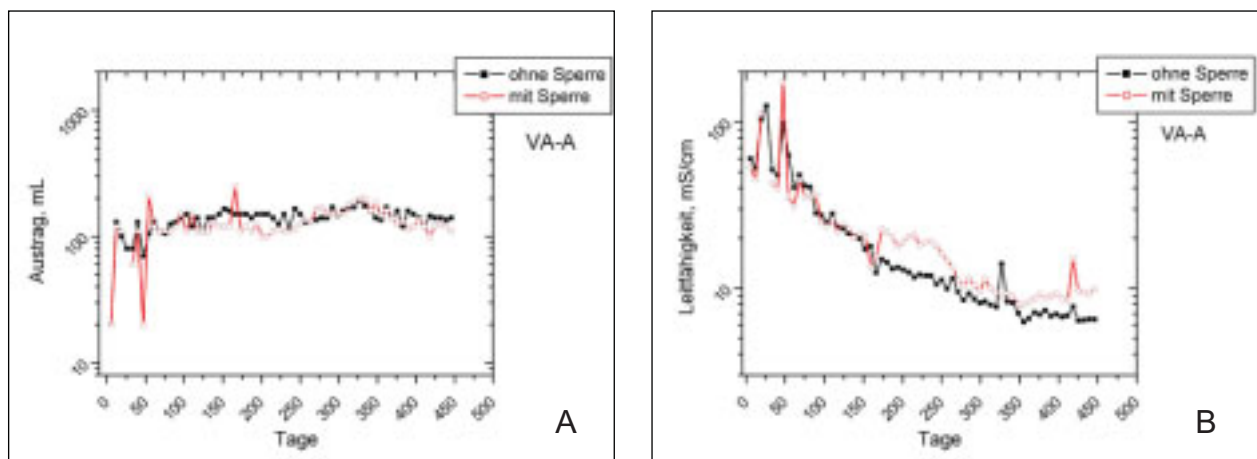 ohne Sperre
mit Sperre
VA-A
Austrag, mL
1000
100
10
0 50 100 150 200 250 300 350 400 450 500
Tage
A
ohne Sperre
mit Sperre
VA-A
Leitfähigkeit, mS/cm
100
10
0 50 100 150 200 250 300 350 400 450 500
Tage
B